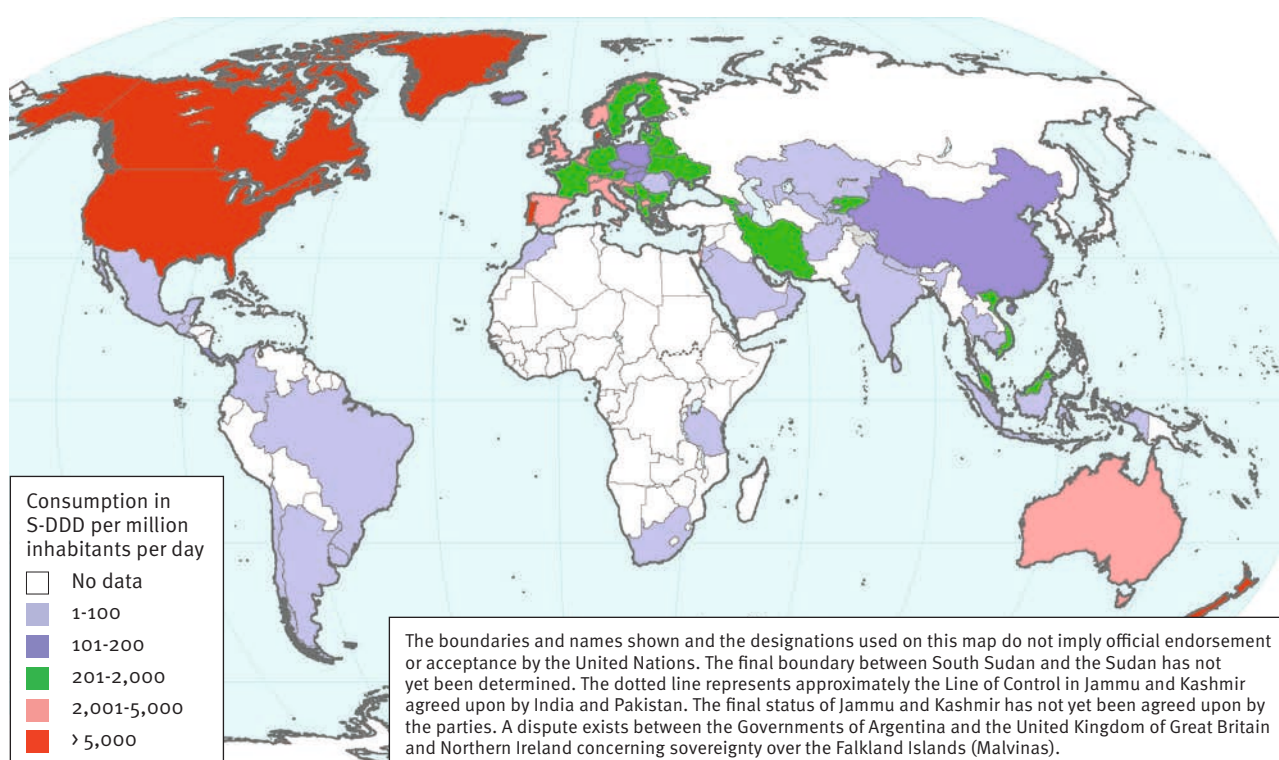 Consumption in
S-DDD per million
inhabitants per day
No data
1-100
101-200
201-2,000
2,001-5,000
> 5,000
The boundaries and names shown and the designations used on this map do not imply official endorsement
or acceptance by the United Nations. The final boundary between South Sudan and the Sudan has not
yet been determined. The dotted line represents approximately the Line of Control in Jammu and Kashmir
agreed upon by India and Pakistan. The final status of Jammu and Kashmir has not yet been agreed upon by
the parties. A dispute exists between the Governments of Argentina and the United Kingdom of Great Britain
and Northern Ireland concerning sovereignty over the Falkland Islands (Malvinas).